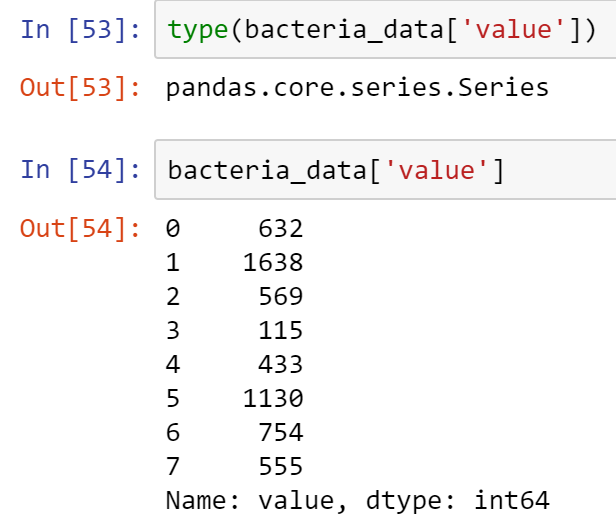 In [53]: type(bacteria_data['value'])
Out[53]: pandas.core.series.Series
In [54]: bacteria_data['value']
Out[54]: 0     632
1    1638
2     569
3     115
4     433
5    1130
6     754
7     555
Name: value, dtype: int64